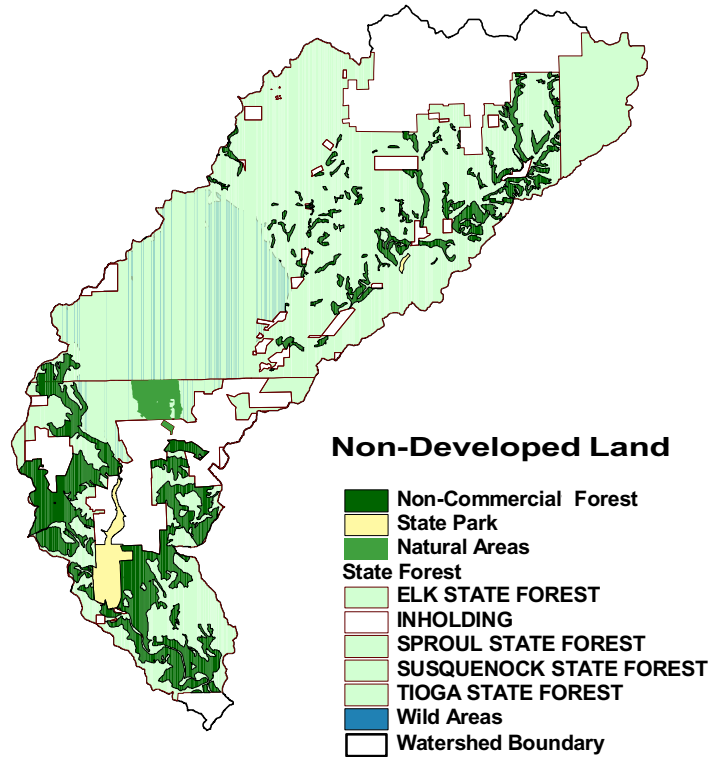 Non-Developed Land
Non-Commercial Forest
State Park
Natural Areas
State Forest
ELK STATE FOREST
INHOLDING
SPROUL STATE FOREST
SUSQUENOCK STATE FOREST
TIOGA STATE FOREST
Wild Areas
Watershed Boundary